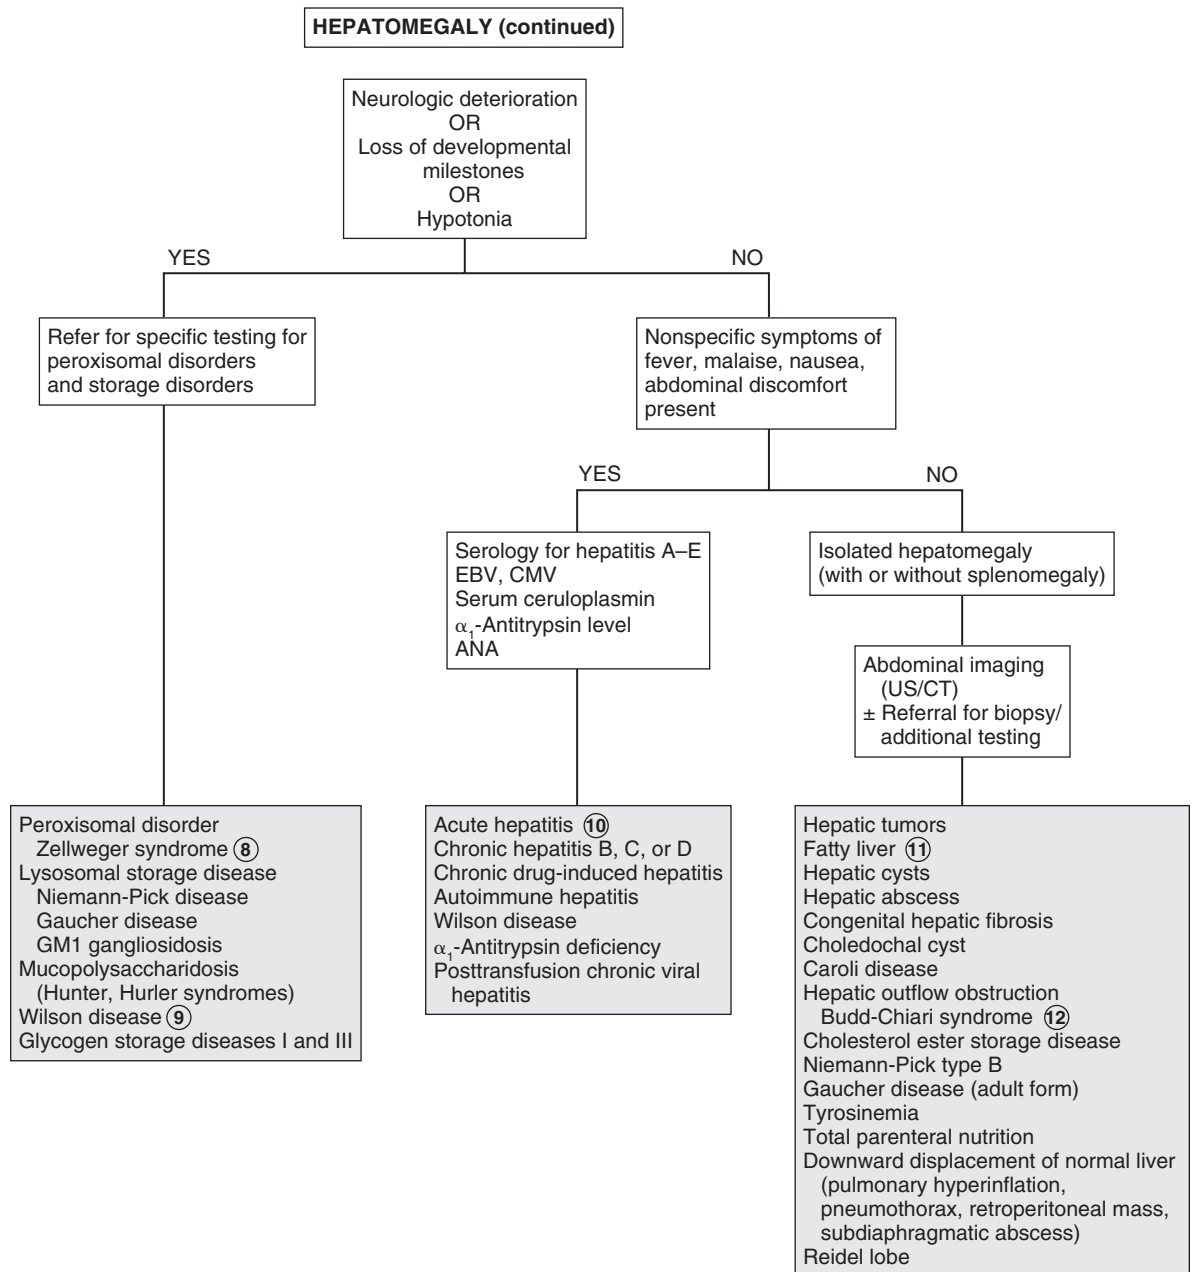 HEPATOMEGALY (continued)
Neurologic deterioration
OR
Loss of developmental
milestones
OR
Hypotonia
YES
NO
Refer for specific testing for
peroxisomal disorders
and storage disorders
Nonspecific symptoms of
fever, malaise, nausea,
abdominal discomfort
present
YES
NO
Serology for hepatitis A–E
EBV, CMV
Serum ceruloplasmin
α₁-Antitrypsin level
ANA
Isolated hepatomegaly
(with or without splenomegaly)
Abdominal imaging
(US/CT)
± Referral for biopsy/
additional testing
Peroxisomal disorder
Zellweger syndrome ⑧
Lysosomal storage disease
Niemann-Pick disease
Gaucher disease
GM1 gangliosidosis
Mucopolysaccharidosis
(Hunter, Hurler syndromes)
Wilson disease ⑨
Glycogen storage diseases I and III
Acute hepatitis ⑩
Chronic hepatitis B, C, or D
Chronic drug-induced hepatitis
Autoimmune hepatitis
Wilson disease
α₁-Antitrypsin deficiency
Posttransfusion chronic viral
hepatitis
Hepatic tumors
Fatty liver ⑪
Hepatic cysts
Hepatic abscess
Congenital hepatic fibrosis
Choledochal cyst
Caroli disease
Hepatic outflow obstruction
Budd-Chiari syndrome ⑫
Cholesterol ester storage disease
Niemann-Pick type B
Gaucher disease (adult form)
Tyrosinemia
Total parenteral nutrition
Downward displacement of normal liver
(pulmonary hyperinflation,
pneumothorax, retroperitoneal mass,
subdiaphragmatic abscess)
Reidel lobe